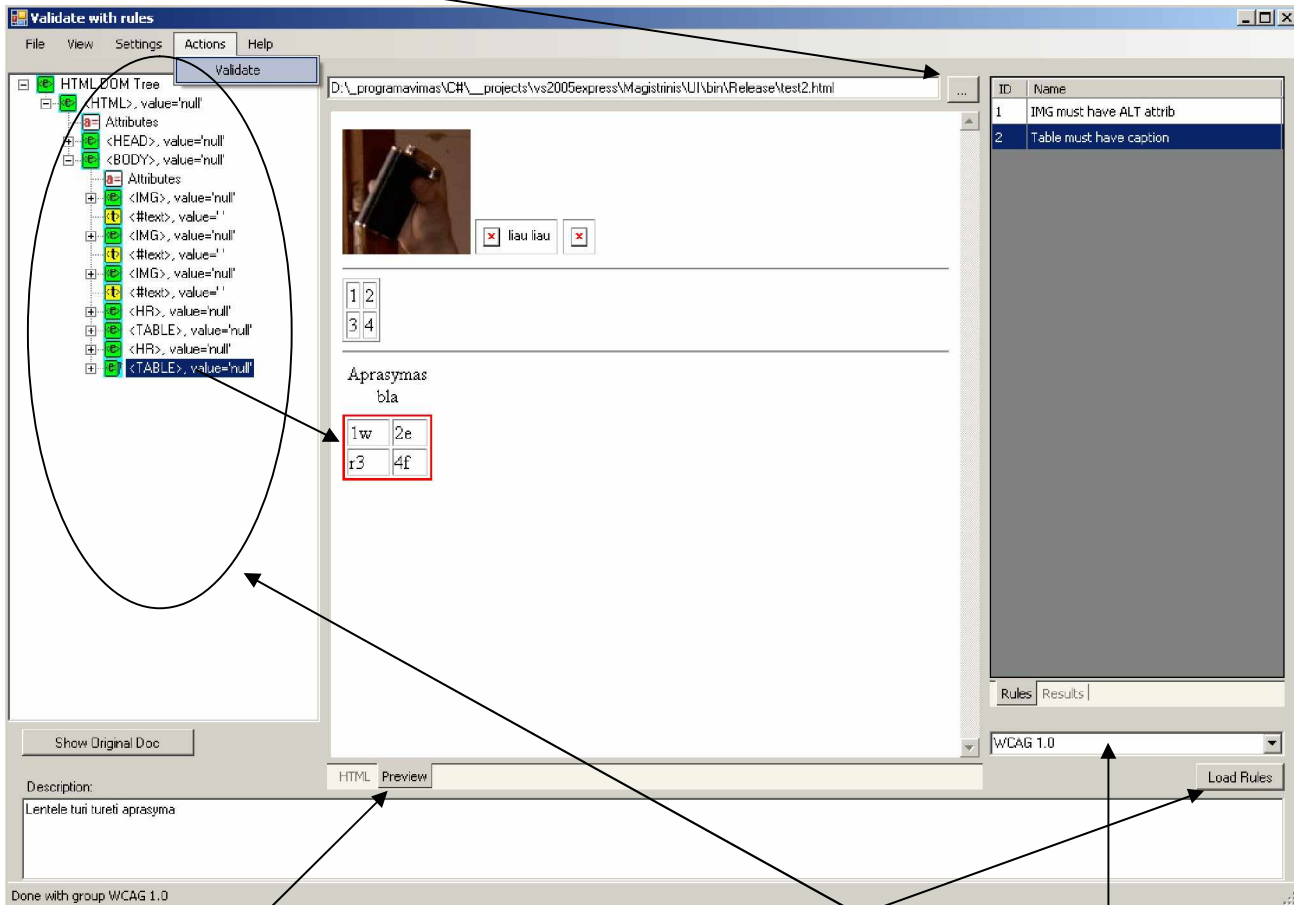 Validate with rules
File View Settings Actions Help
Validate
HTML DOM Tree
<HTML>, value='null'
a= Attributes
<HEAD>, value='null'
<BODY>, value='null'
a= Attributes
<e> <IMG>, value='null'
<t> <#text>, value=' '
<e> <IMG>, value='null'
<t> <#text>, value=' '
<e> <IMG>, value='null'
<t> <#text>, value=' '
<e> <HR>, value='null'
<e> <TABLE>, value='null'
<e> <HR>, value='null'
<TABLE>, value='null'
Show Original Doc
D:\_programavimas\C#\__projects\vs2005express\Magistrinis\UI\bin\Release\test2.html
...
liau liau
1 2
3 4
Aprasymas
bla
1w 2e
r3 4f
HTML Preview
ID Name
1 IMG must have ALT attrib
2 Table must have caption
Rules Results
WCAG 1.0
Load Rules
Description:
Lentele turi tureti aprasyma
Done with group WCAG 1.0